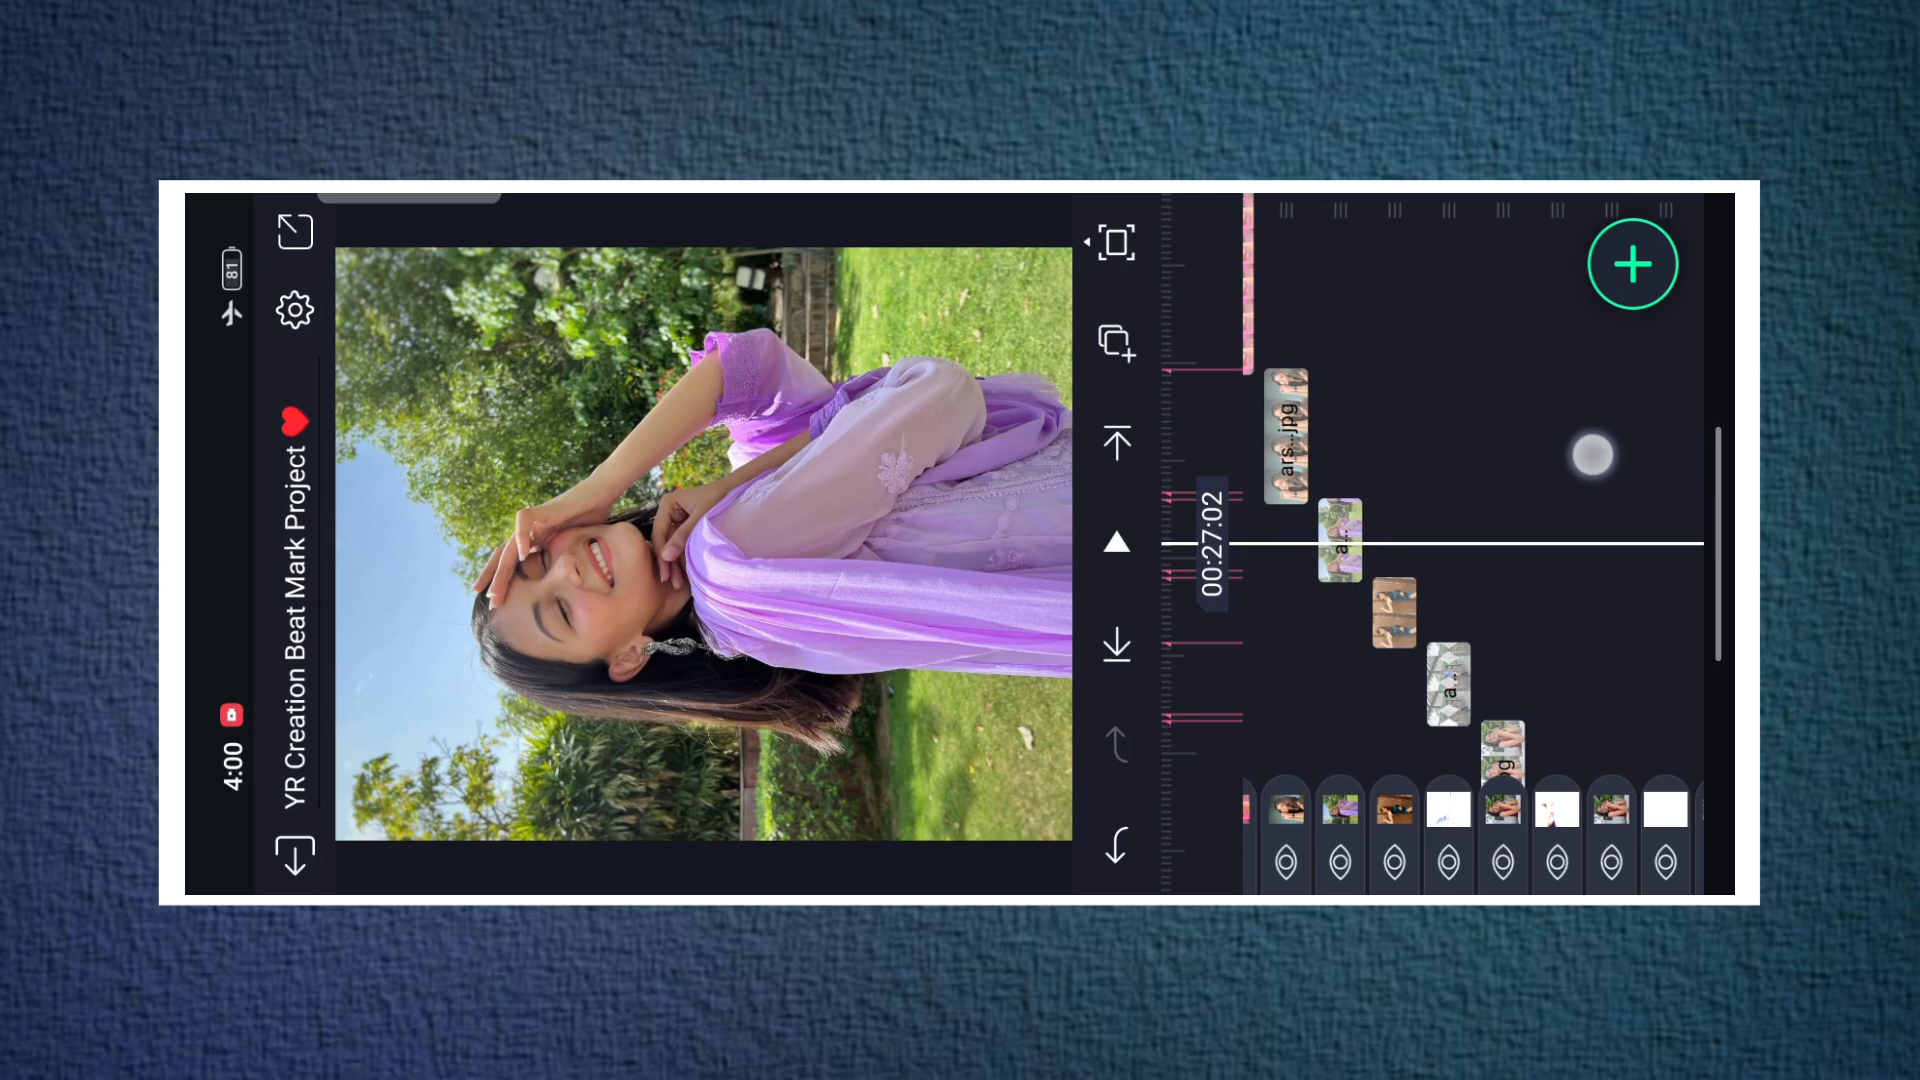 4:00
81
YR Creation Beat Mark Project ❤️
00:27:02
ars...jpg
a...
a...